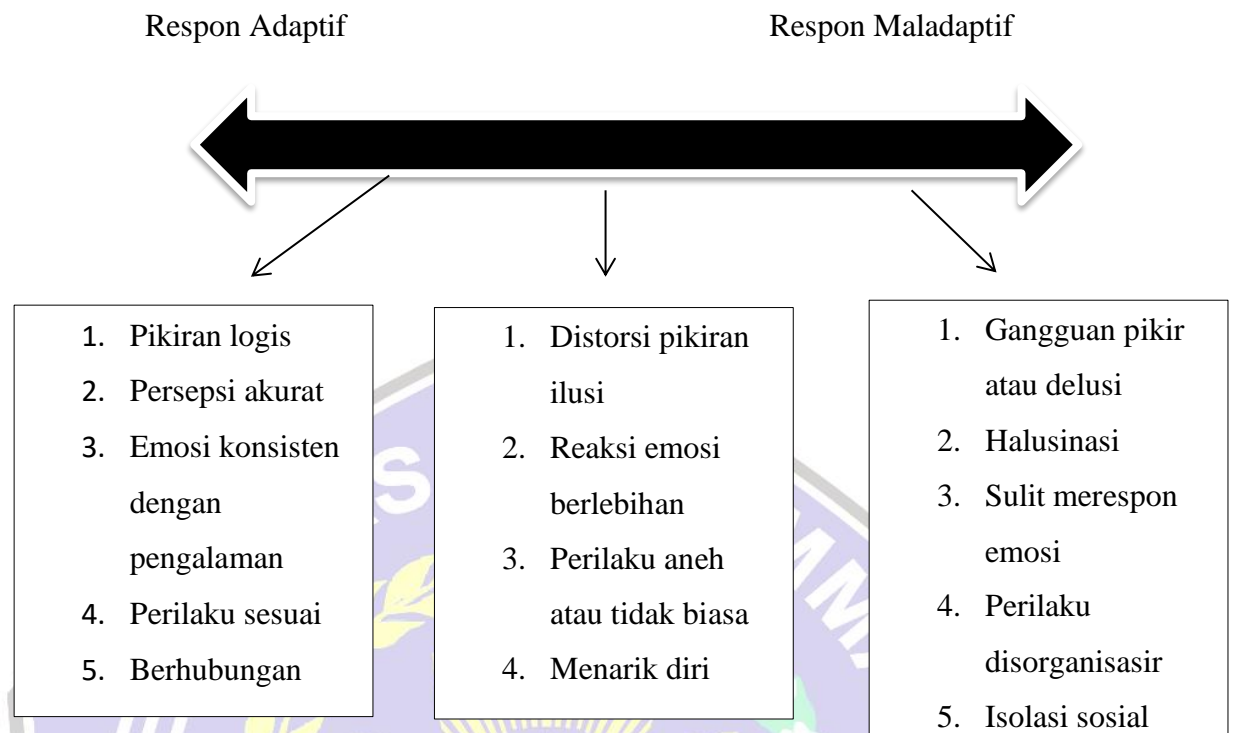 Respon Adaptif
Respon Maladaptif
1. Pikiran logis
2. Persepsi akurat
3. Emosi konsisten
dengan
pengalaman
4. Perilaku sesuai
5. Berhubungan
1. Distorsi pikiran
ilusi
2. Reaksi emosi
berlebihan
3. Perilaku aneh
atau tidak biasa
4. Menarik diri
1. Gangguan pikir
atau delusi
2. Halusinasi
3. Sulit merespon
emosi
4. Perilaku
disorganisasir
5. Isolasi sosial